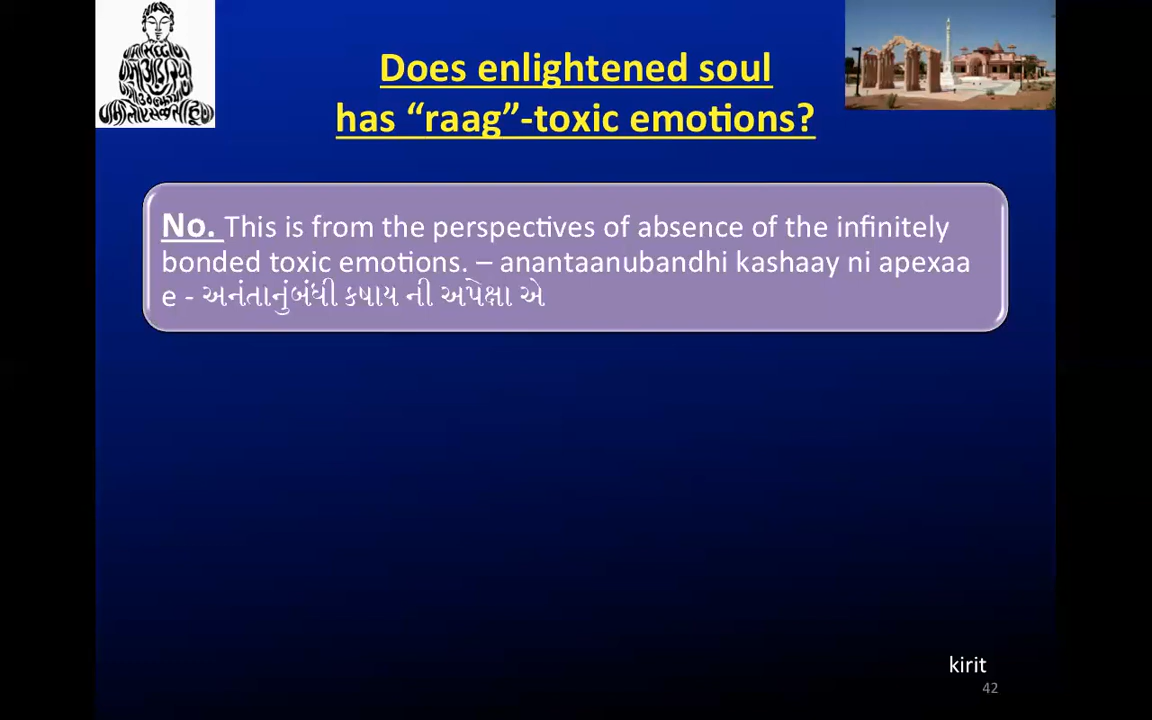 Does enlightened soul
has “raag”-toxic emotions?
No. This is from the perspectives of absence of the infinitely
bonded toxic emotions. – anantaanubandhi kashaay ni apexaa
e - અનંતાનુંબંધી કષાય ની અપેક્ષા એ
kirit
42